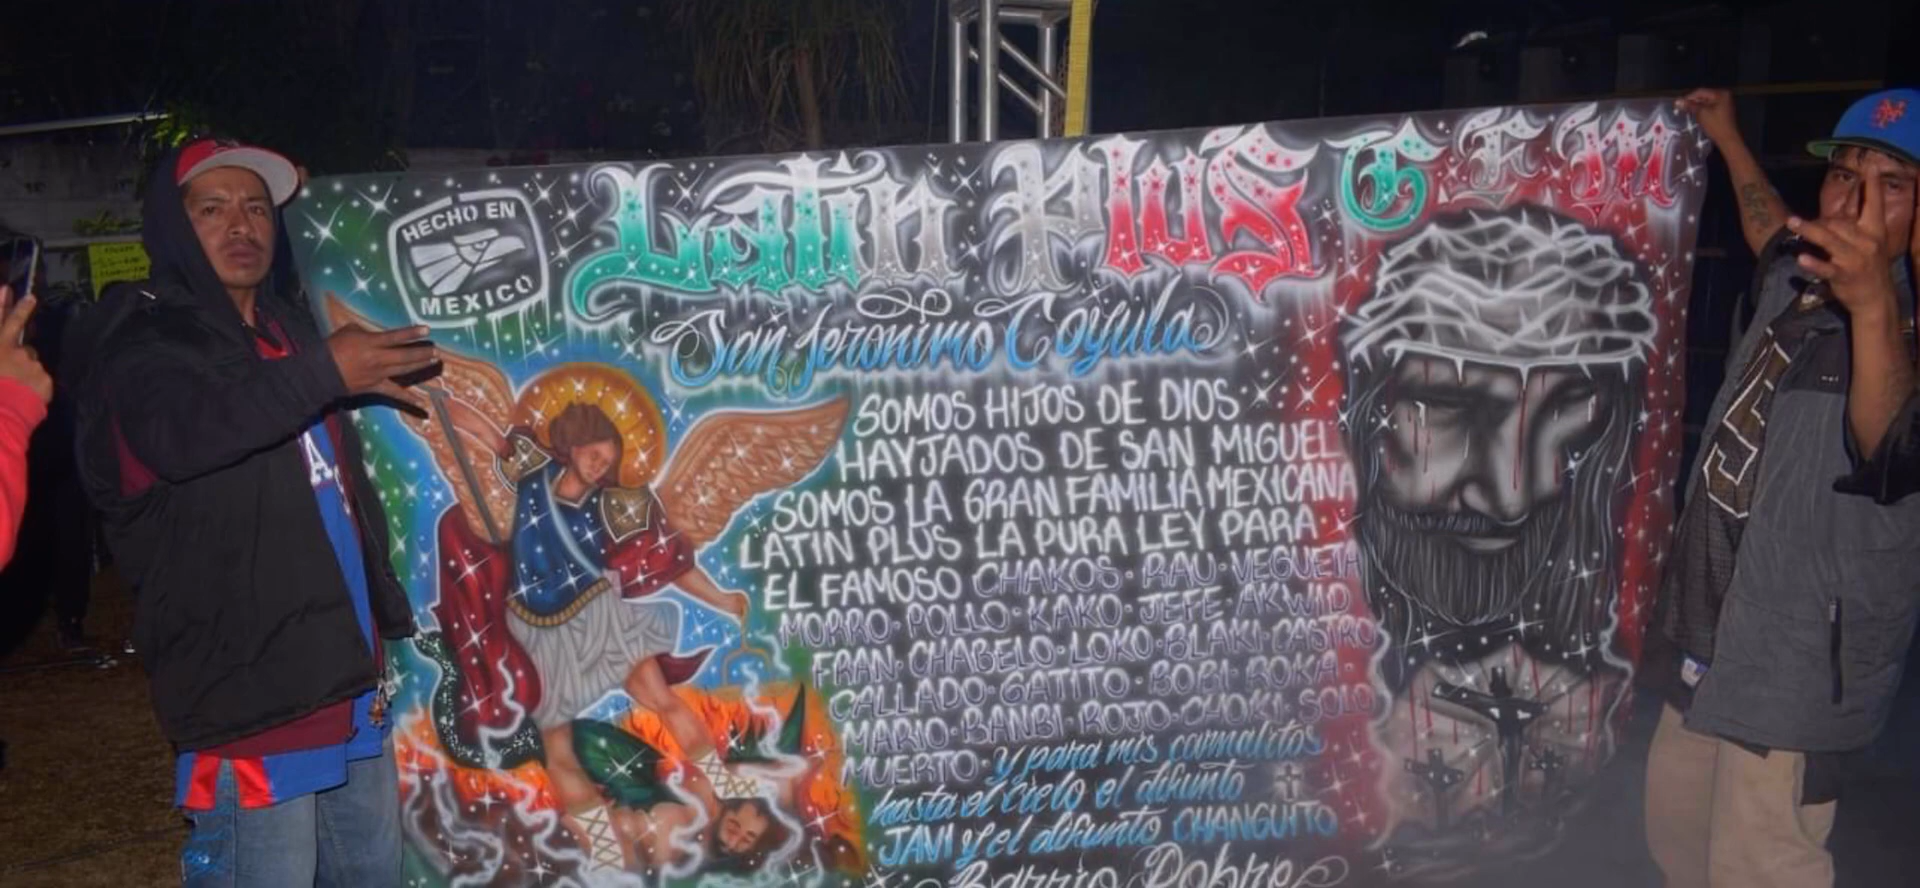 HECHO EN
MEXICO
Latin Plus G F M
San Jeronimo Coyula
SOMOS HIJOS DE DIOS
HAYJADOS DE SAN MIGUEL
SOMOS LA GRAN FAMILIA MEXICANA
LATIN PLUS LA PURA LEY PARA
EL FAMOSO CHAKOS · RAU · VEGUETA
MORRO · POLLO · KAKO · JEFE · AKWID
FRAN · CHABELO · LOKO · BLAKI · CASTRO
CALLADO · GATITO · BOBI · ROKA ·
MARIO · BANBI · ROJO · CHOKI · SOLO
MUERTO · y para mis carnalitos
hasta el cielo el difunto
JAVI y el difunto CHANGUITO
Barrio Pobre